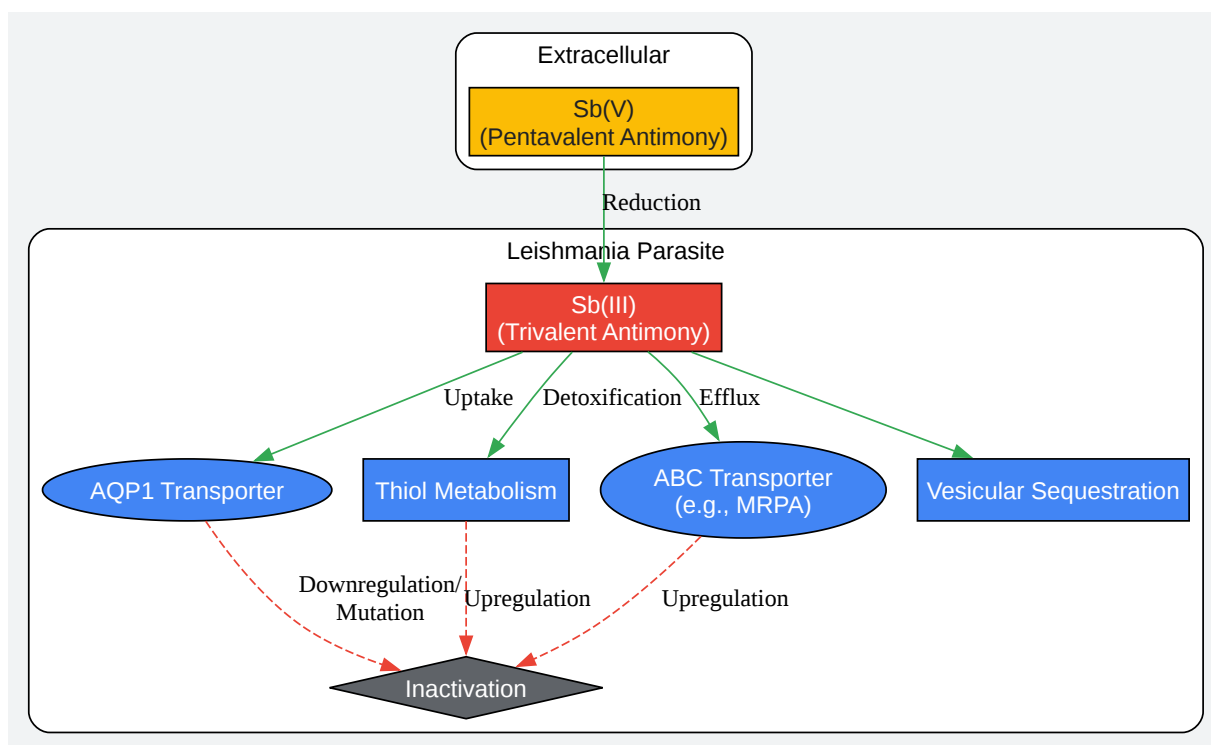 Extracellular
Sb(V)
(Pentavalent Antimony)
Reduction
Leishmania Parasite
Sb(III)
(Trivalent Antimony)
Uptake
Detoxification
Efflux
AQP1 Transporter
Thiol Metabolism
ABC Transporter
(e.g., MRPA)
Vesicular Sequestration
Downregulation/
Mutation
Upregulation
Upregulation
Inactivation